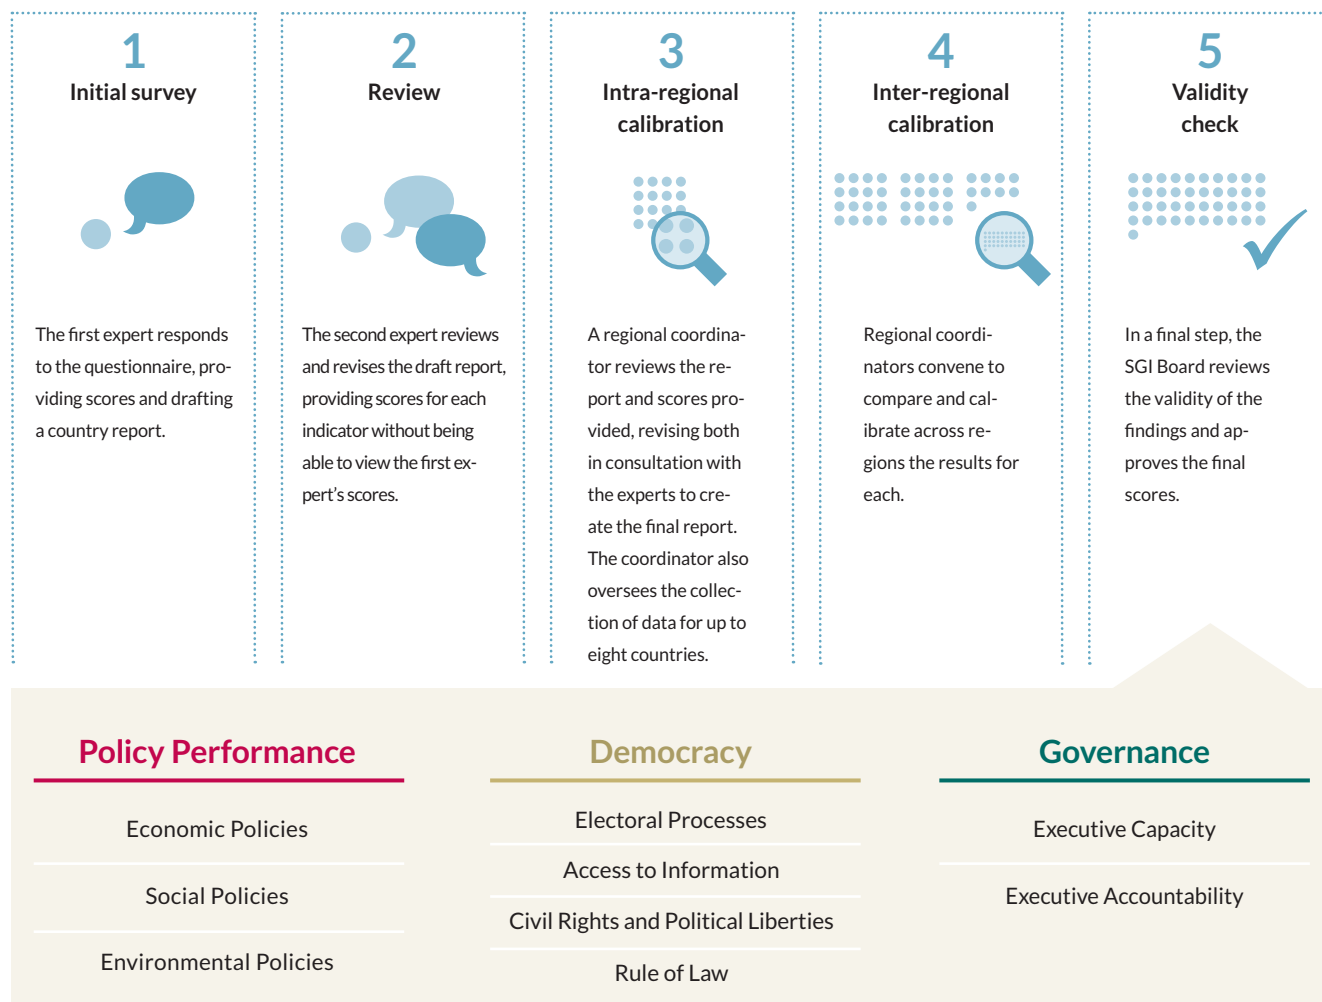 1
Initial survey
The first expert responds
to the questionnaire, pro-
viding scores and drafting
a country report.
2
Review
The second expert reviews
and revises the draft report,
providing scores for each
indicator without being
able to view the first ex-
pert’s scores.
3
Intra-regional
calibration
A regional coordina-
tor reviews the re-
port and scores pro-
vided, revising both
in consultation with
the experts to cre-
ate the final report.
The coordinator also
oversees the collec-
tion of data for up to
eight countries.
4
Inter-regional
calibration
Regional coordi-
nators convene to
compare and cal-
ibrate across re-
gions the results for
each.
5
Validity
check
In a final step, the
SGI Board reviews
the validity of the
findings and ap-
proves the final
scores.
Policy Performance
Economic Policies
Social Policies
Environmental Policies
Democracy
Electoral Processes
Access to Information
Civil Rights and Political Liberties
Rule of Law
Governance
Executive Capacity
Executive Accountability